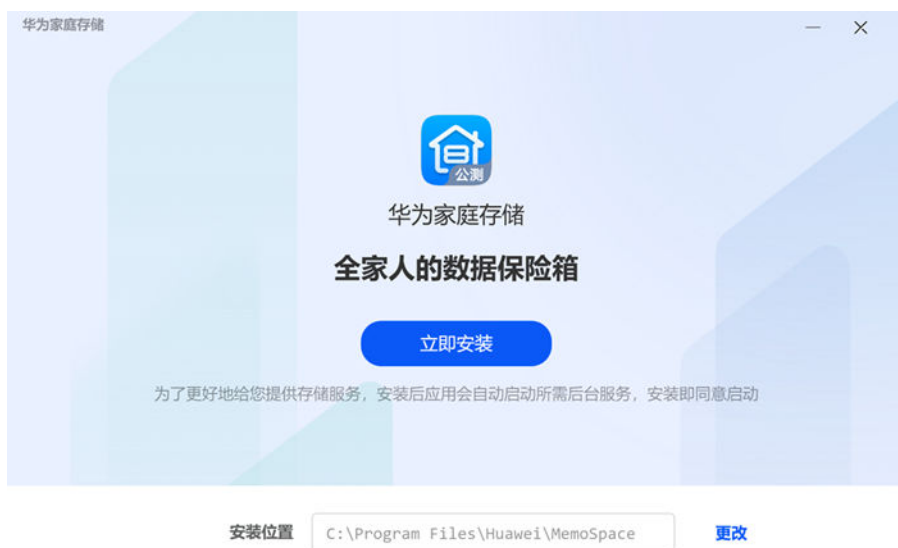 华为家庭存储
公测
华为家庭存储
全家人的数据保险箱
立即安装
为了更好地给您提供存储服务，安装后应用会自动启动所需后台服务，安装即同意启动
安装位置 C:\Program Files\Huawei\MemoSpace 更改